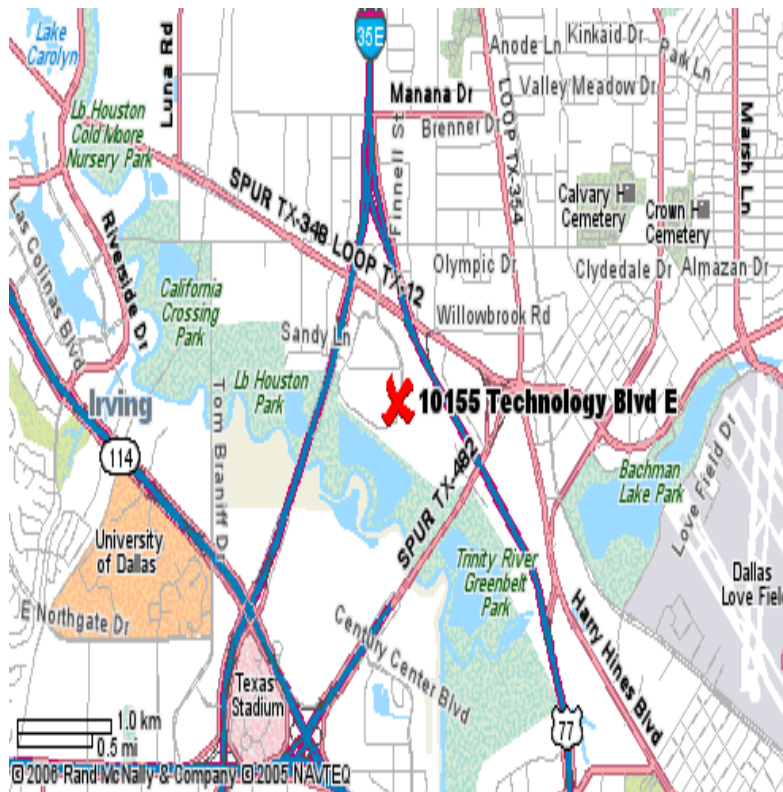 Lake
Carolyn
Luna Rd
35E
Anode Ln
Kinkaid Dr
Park Ln
Valley Meadow Dr
Manana Dr
Brenner Dr
Finnell St
LOOP TX-354
Marsh Ln
Lb Houston
Cold Moore
Nursery Park
SPUR TX-348 LOOP TX-12
Calvary H
Cemetery
Crown H
Cemetery
Las Colinas Blvd
Riverside Dr
California
Crossing
Park
Olympic Dr
Clydedale Dr
Almazan Dr
Sandy Ln
Willowbrook Rd
Lb Houston
Park
Irving
Tom Braniff Dr
10155 Technology Blvd E
114
SPUR TX-482
Bachman
Lake Park
Love Field Dr
University
of Dallas
Trinity River
Greenbelt
Park
Dallas
Love Fiel
E Northgate Dr
Century Center Blvd
Harry Hines Blvd
Texas
Stadium
77
1.0 km
0.5 mi
© 2006 Rand McNally & Company © 2005 NAVTEQ